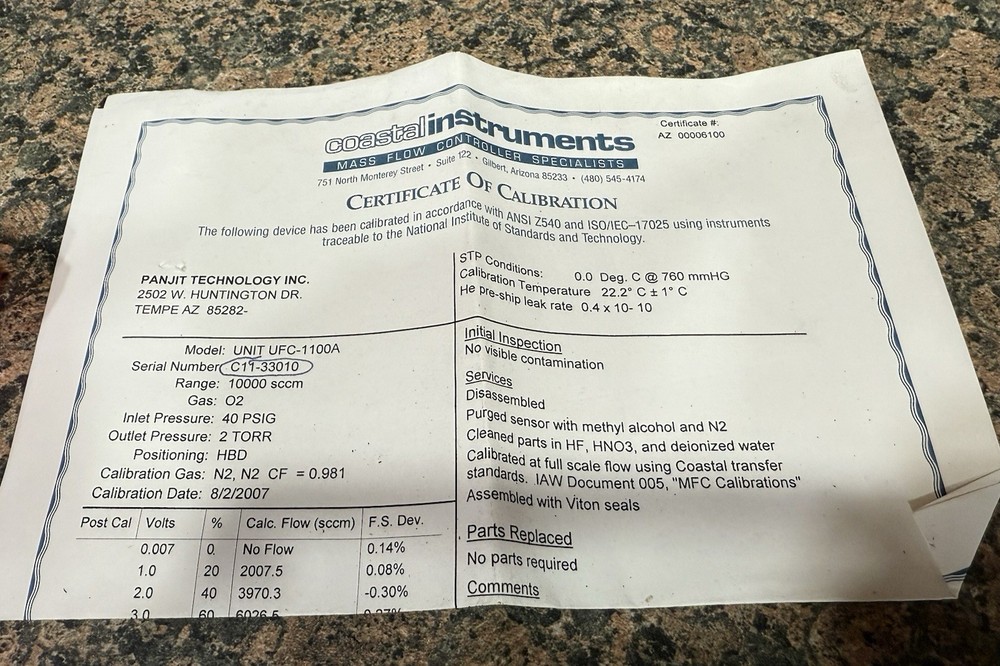 coastalinstruments
MASS FLOW CONTROLLER SPECIALISTS
751 North Monterey Street • Suite 122 • Gilbert, Arizona 85233 • (480) 545-4174
Certificate #:
AZ 00006100
CERTIFICATE OF CALIBRATION
The following device has been calibrated in accordance with ANSI Z540 and ISO/IEC–17025 using instruments
traceable to the National Institute of Standards and Technology.
PANJIT TECHNOLOGY INC.
2502 W. HUNTINGTON DR.
TEMPE AZ 85282-
STP Conditions: 0.0 Deg. C @ 760 mmHG
Calibration Temperature 22.2° C ± 1° C
He pre-ship leak rate 0.4 x 10- 10
Model: UNIT UFC-1100A
Serial Number C11-33010
Range: 10000 sccm
Gas: O2
Inlet Pressure: 40 PSIG
Outlet Pressure: 2 TORR
Positioning: HBD
Calibration Gas: N2, N2 CF = 0.981
Calibration Date: 8/2/2007
Initial Inspection
No visible contamination
Services
Disassembled
Purged sensor with methyl alcohol and N2
Cleaned parts in HF, HNO3, and deionized water
Calibrated at full scale flow using Coastal transfer
standards. IAW Document 005, "MFC Calibrations"
Assembled with Viton seals
Parts Replaced
No parts required
Comments
Post Cal Volts % Calc. Flow (sccm) F.S. Dev.
0.007 0. No Flow 0.14%
1.0 20 2007.5 0.08%
2.0 40 3970.3 -0.30%
3.0 60 6026.5